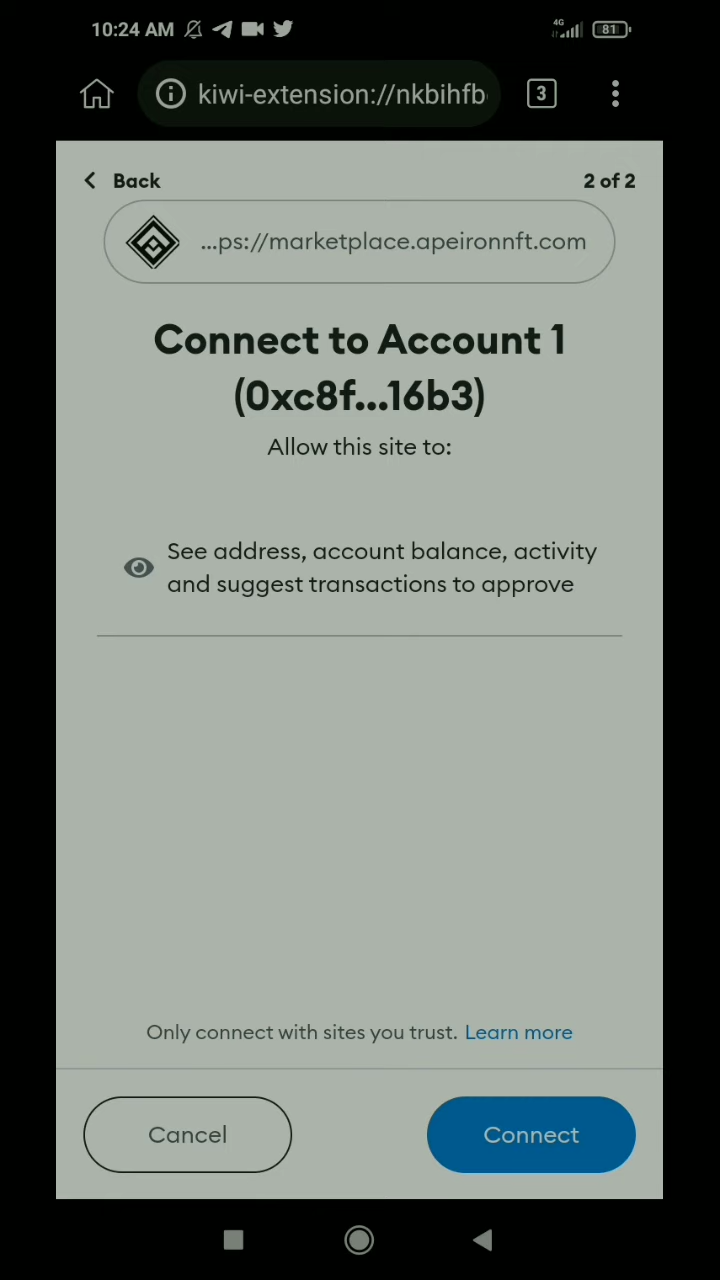 10:24 AM
4G
81
kiwi-extension://nkbihfb
3
Back
2 of 2
...ps://marketplace.apeironnft.com
Connect to Account 1
(0xc8f...16b3)
Allow this site to:
See address, account balance, activity
and suggest transactions to approve
Only connect with sites you trust. Learn more
Cancel
Connect